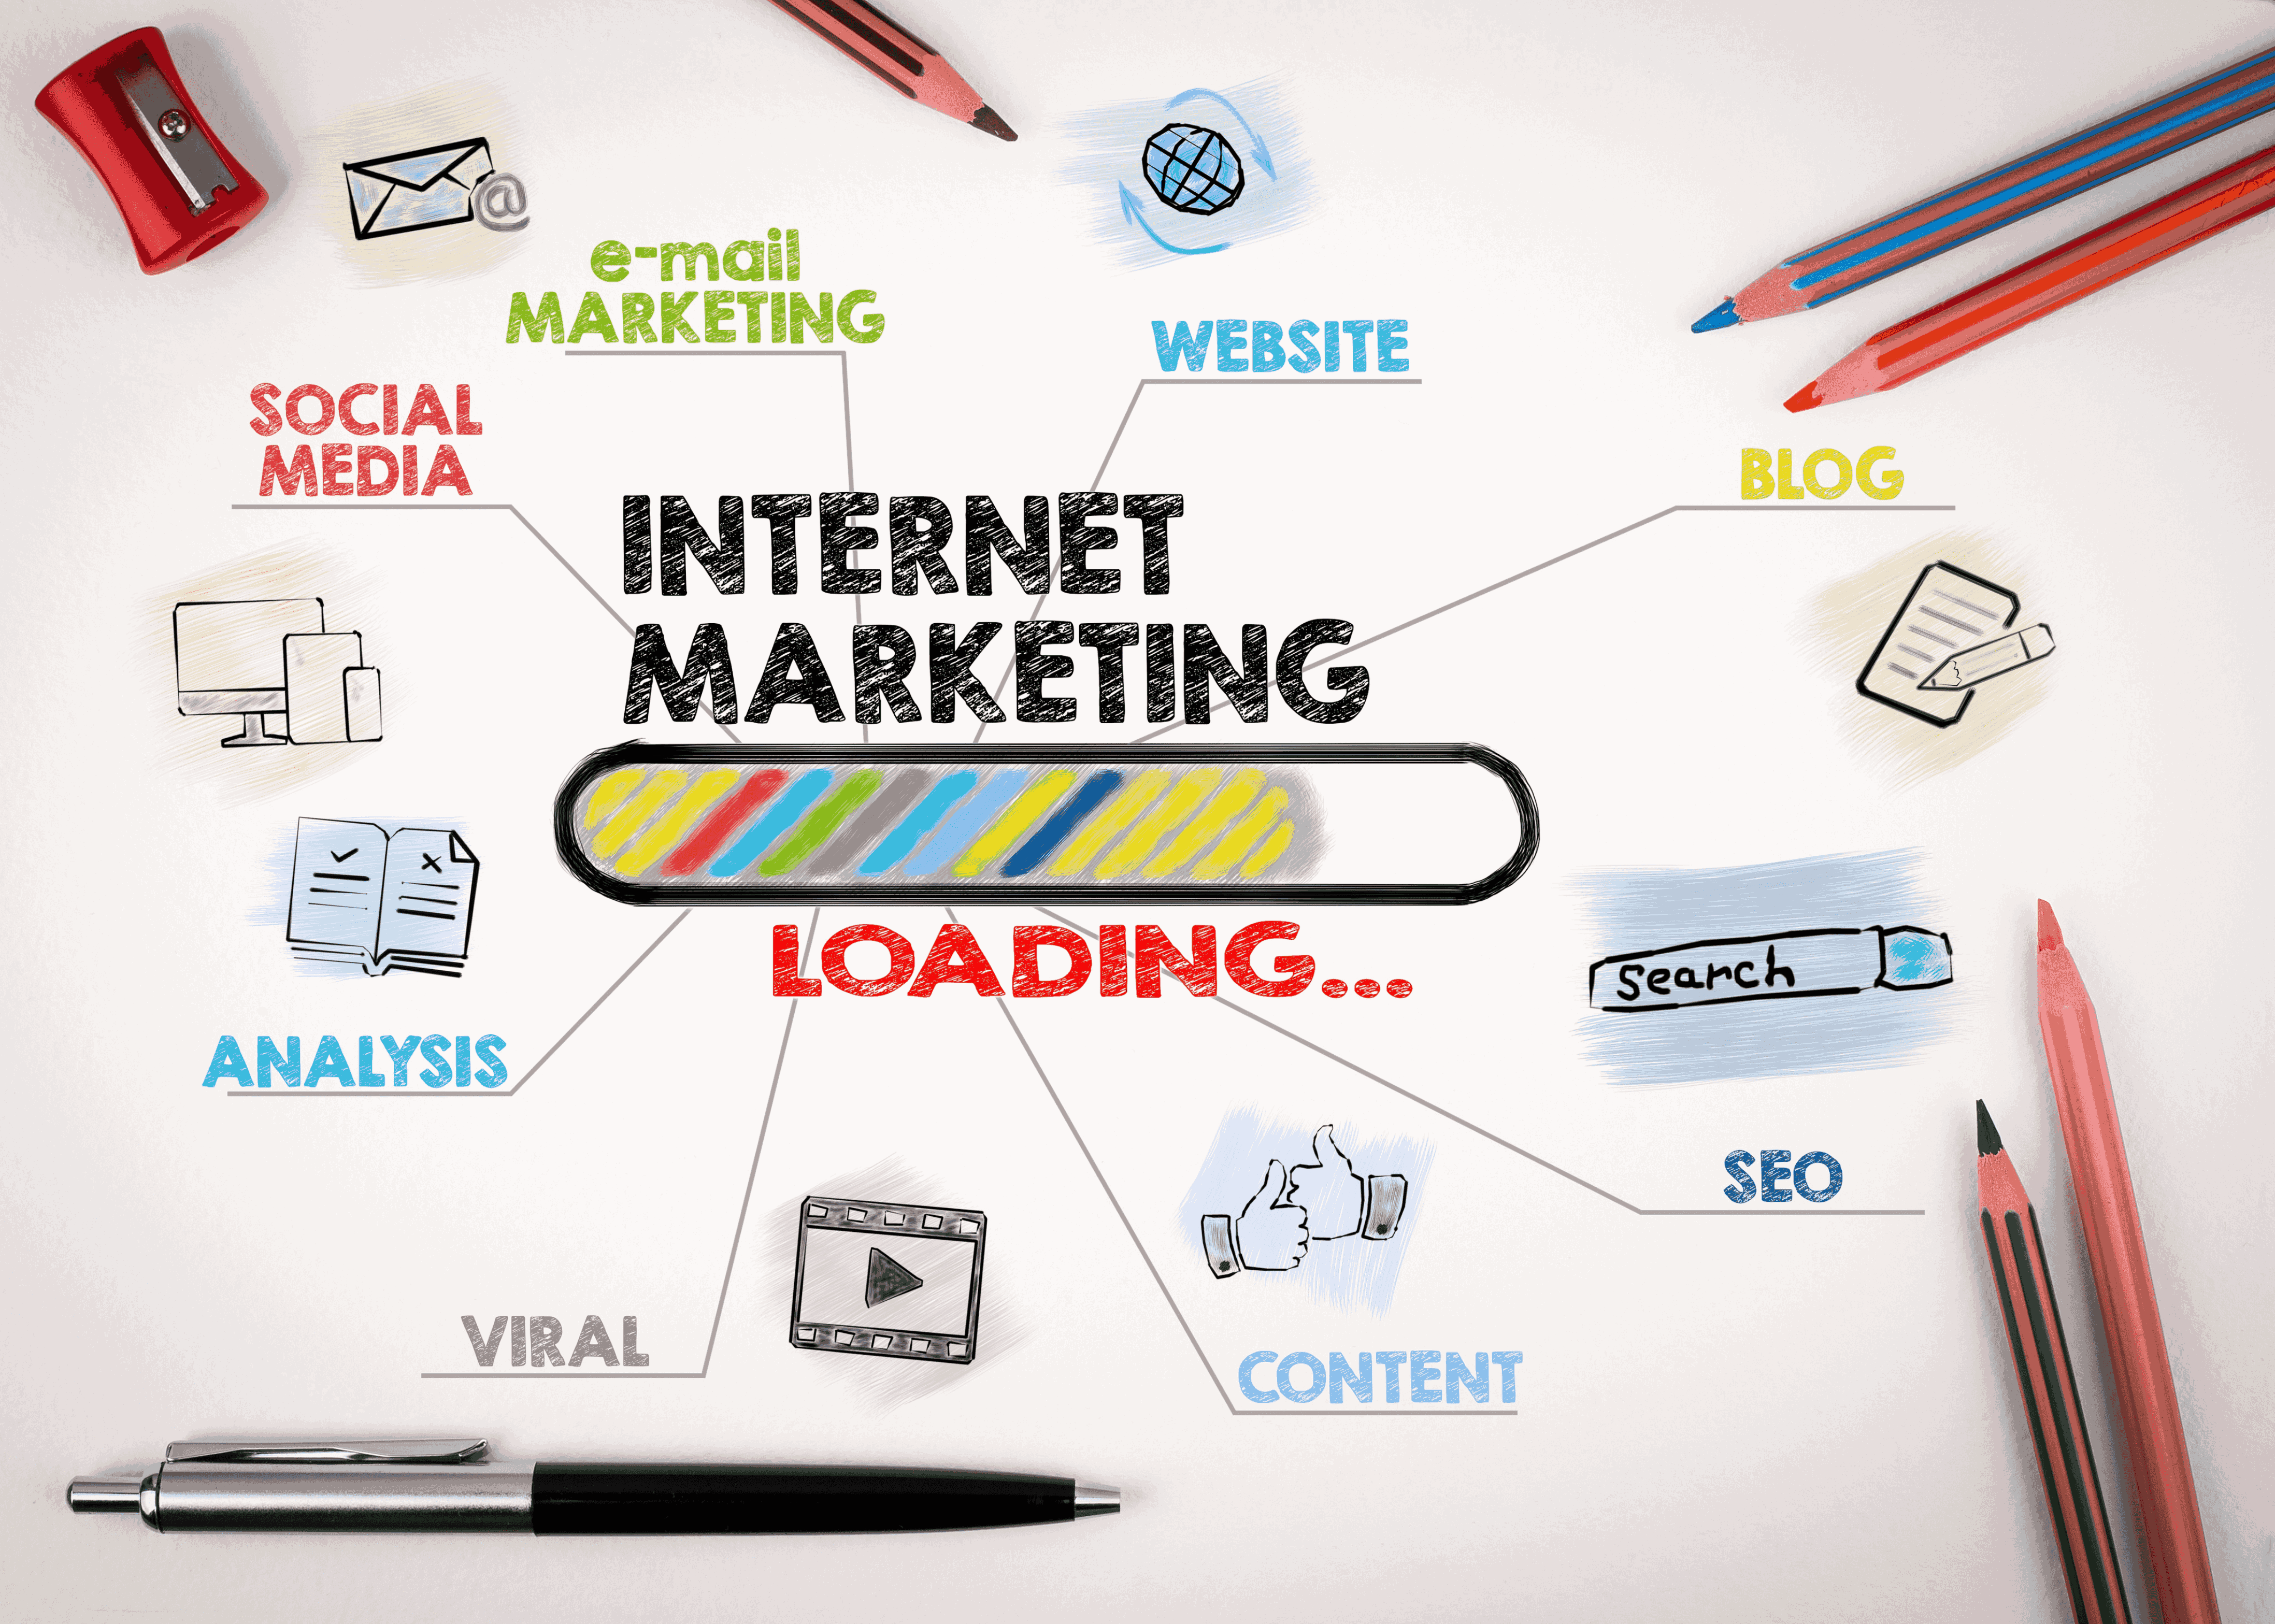 e-mail
MARKETING
WEBSITE
SOCIAL
MEDIA
BLOG
INTERNET
MARKETING
LOADING...
search
?
ANALYSIS
SEO
VIRAL
CONTENT
@